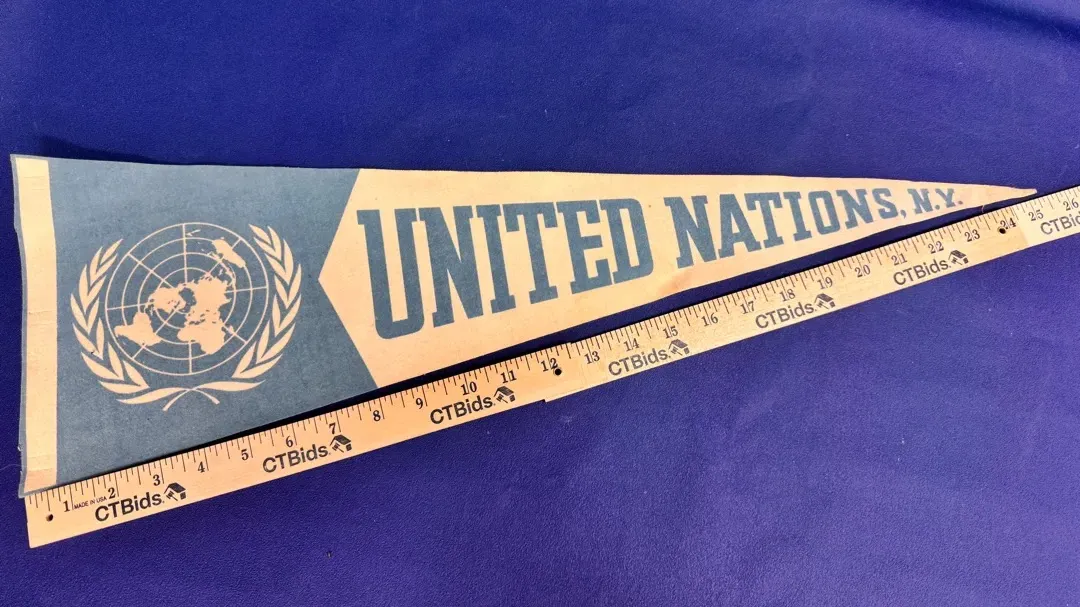 UNITED NATIONS, N.Y.
1 MADE IN USA 2 3 4 5 6 7 8 9 10 11 12 13 14 15 16 17 18 19 20 21 22 23 24 25 26
CTBids CTBids CTBids CTBids CTBids CTBids